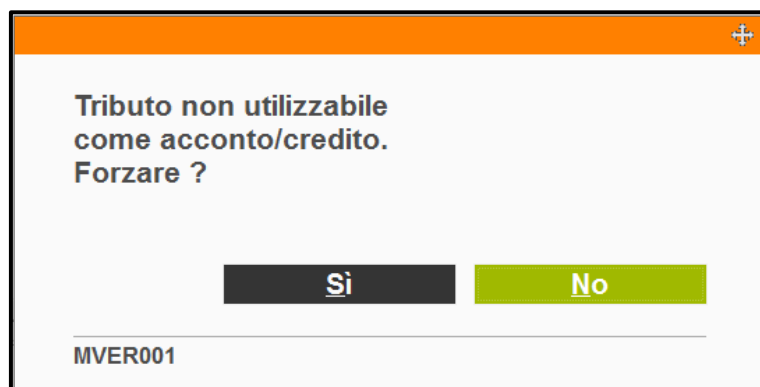 Tributo non utilizzabile
come acconto/credito.
Forzare ?
Sì
No
MVER001